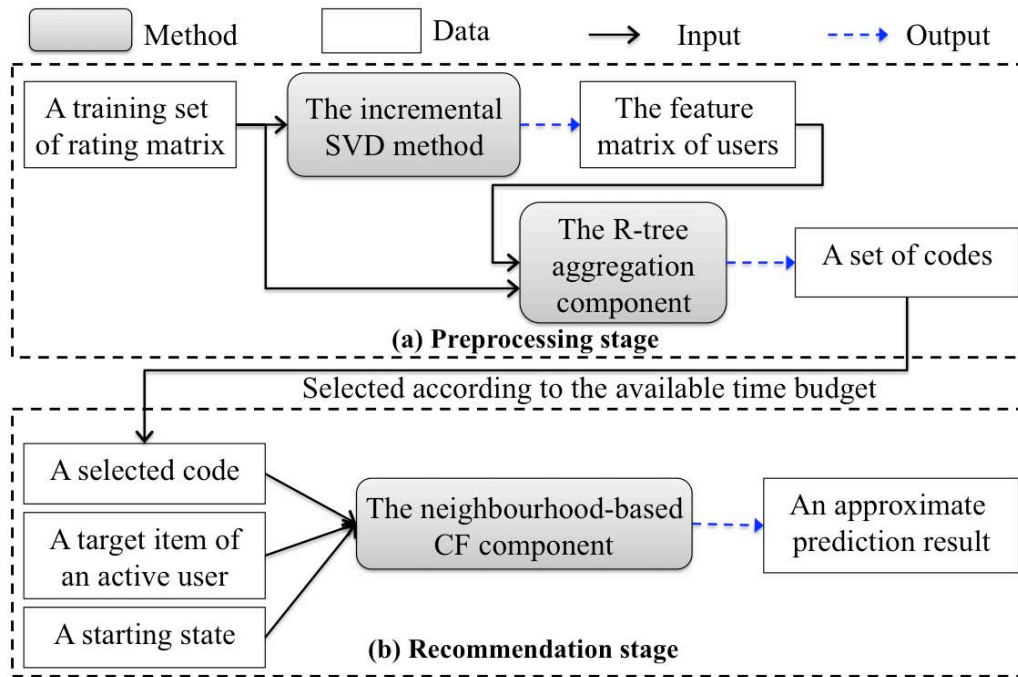 Method
Data
Input
Output
A training set
of rating matrix
The incremental
SVD method
The feature
matrix of users
The R-tree
aggregation
component
A set of codes
(a) Preprocessing stage
Selected according to the available time budget
A selected code
A target item of
an active user
A starting state
The neighbourhood-based
CF component
An approximate
prediction result
(b) Recommendation stage